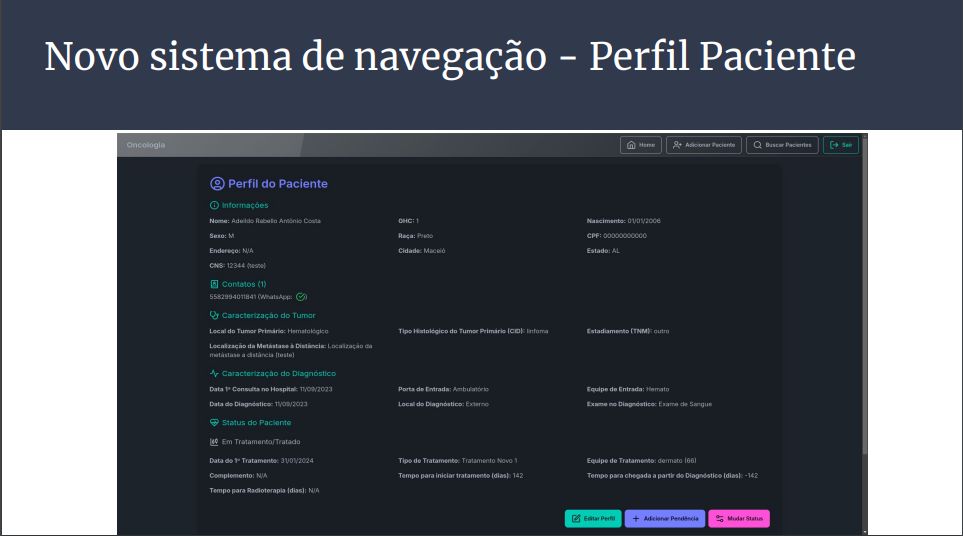 Novo sistema de navegação - Perfil Paciente
Oncologia
Home Adicionar Paciente Buscar Pacientes Sair
Perfil do Paciente
Informações
Nome: Adeildo Rabello Antônio Costa GHC: 1 Nascimento: 01/01/2006
Sexo: M Raça: Preto CPF: 00000000000
Endereço: N/A Cidade: Maceió Estado: AL
CNS: 12344 (teste)
Contatos (1)
5582994011841 (WhatsApp: )
Caracterização do Tumor
Local do Tumor Primário: Hematológico Tipo Histológico do Tumor Primário (CID): linfoma Estadiamento (TNM): outro
Localização da Metástase à Distância: Localização da
metástase a distância (teste)
Caracterização do Diagnóstico
Data 1ª Consulta no Hospital: 11/09/2023 Porta de Entrada: Ambulatório Equipe de Entrada: Hemato
Data do Diagnóstico: 11/09/2023 Local do Diagnóstico: Externo Exame no Diagnóstico: Exame de Sangue
Status do Paciente
Em Tratamento/Tratado
Data do 1º Tratamento: 31/01/2024 Tipo de Tratamento: Tratamento Novo 1 Equipe de Tratamento: dermato (66)
Complemento: N/A Tempo para iniciar tratamento (dias): 142 Tempo para chegada a partir do Diagnóstico (dias): -142
Tempo para Radioterapia (dias): N/A
Editar Perfil Adicionar Pendência Mudar Status